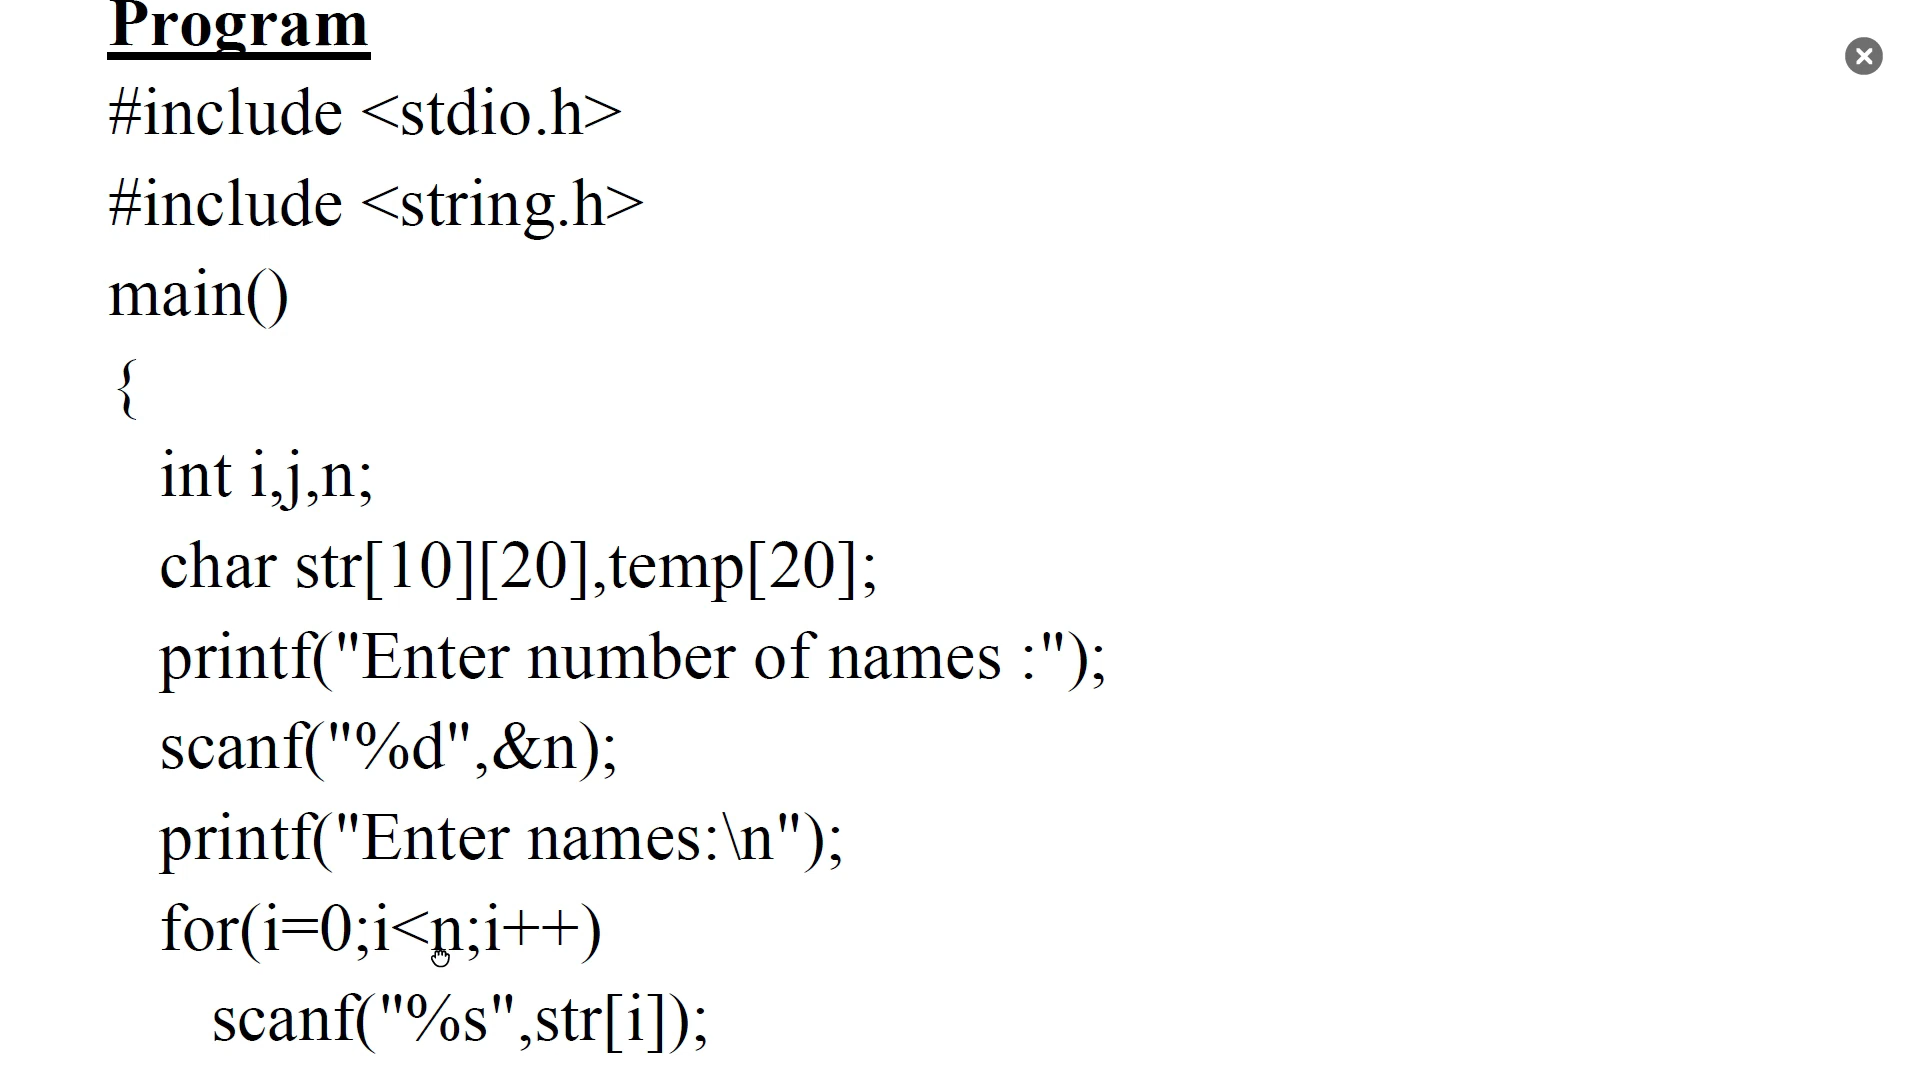 Program
#include <stdio.h>
#include <string.h>
main()
{
int i,j,n;
char str[10][20],temp[20];
printf("Enter number of names :");
scanf("%d",&n);
printf("Enter names:\n");
for(i=0;i<n;i++)
scanf("%s",str[i]);